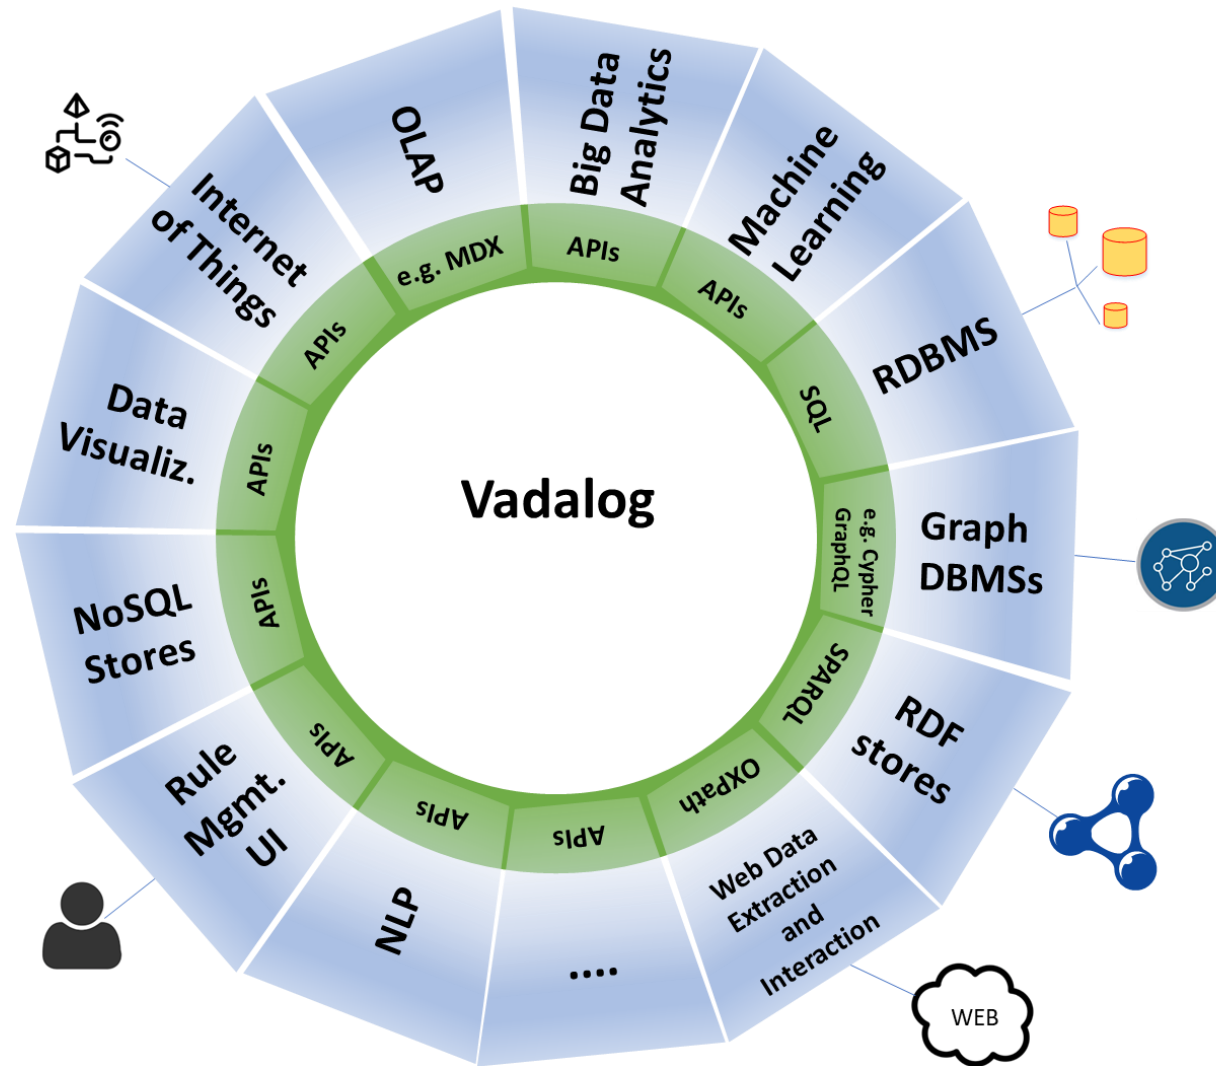 Big Data
Analytics
APIs
Machine
Learning
APIs
RDBMS
SQL
Graph
DBMSs
e.g. Cypher
GraphQL
RDF
stores
SPARQL
Web Data
Extraction
and
Interaction
OXPath
WEB
....
APIs
NLP
APIs
Rule
Mgmt.
UI
APIs
NoSQL
Stores
APIs
Data
Visualiz.
APIs
Internet
of Things
APIs
OLAP
e.g. MDX
Vadalog